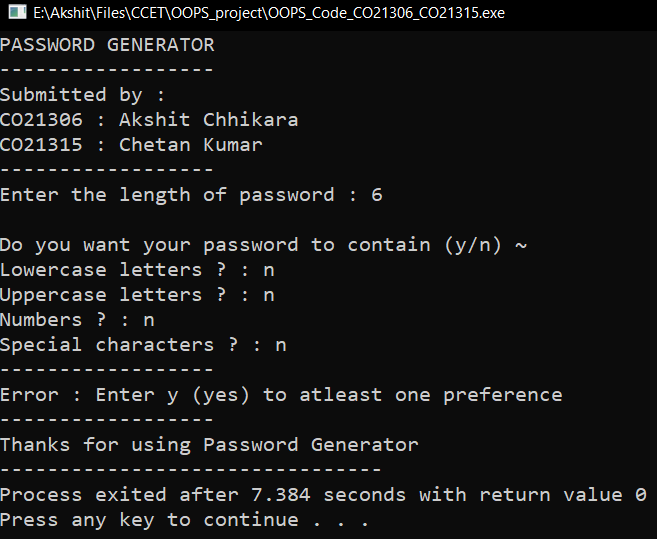 E:\Akshit\Files\CCET\OOPS_project\OOPS_Code_CO21306_CO21315.exe
PASSWORD GENERATOR
------------------
Submitted by :
CO21306 : Akshit Chhikara
CO21315 : Chetan Kumar
------------------
Enter the length of password : 6

Do you want your password to contain (y/n) ~
Lowercase letters ? : n
Uppercase letters ? : n
Numbers ? : n
Special characters ? : n
------------------
Error : Enter y (yes) to atleast one preference
------------------
Thanks for using Password Generator
--------------------------------
Process exited after 7.384 seconds with return value 0
Press any key to continue . . .